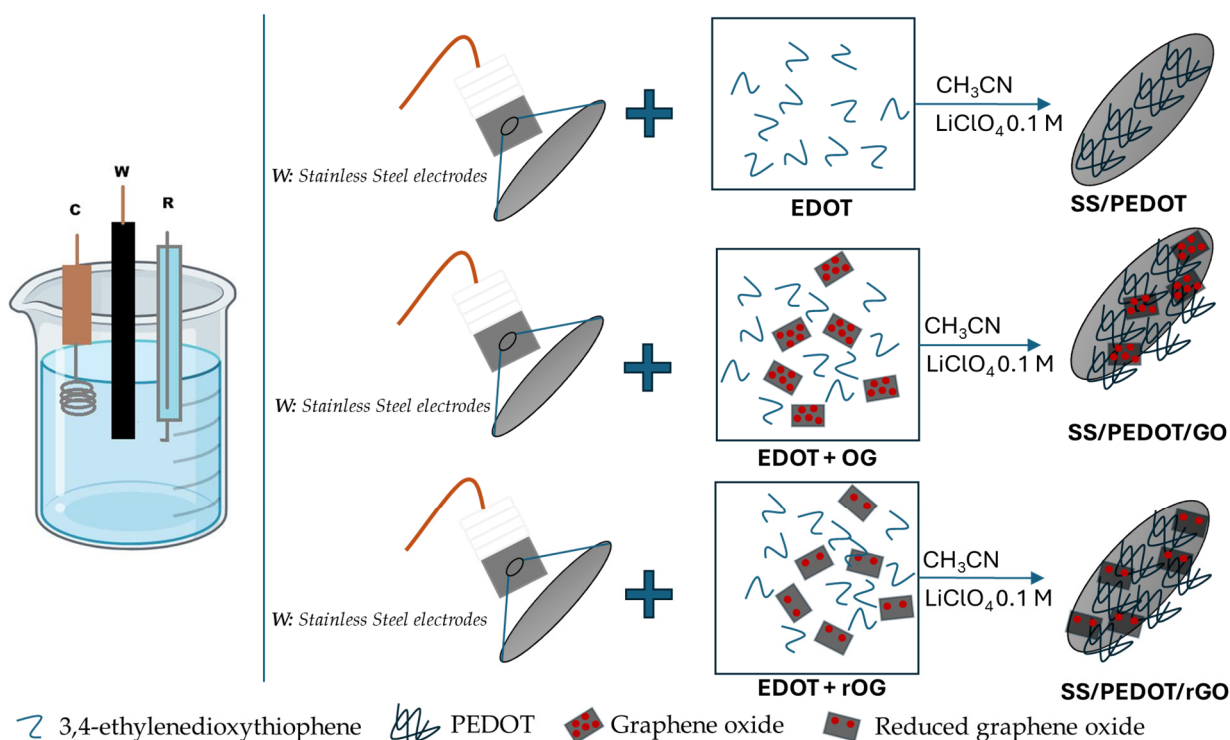 C
W
R
W: Stainless Steel electrodes
EDOT
CH₃CN
LiClO₄ 0.1 M
SS/PEDOT
W: Stainless Steel electrodes
EDOT + OG
CH₃CN
LiClO₄ 0.1 M
SS/PEDOT/GO
W: Stainless Steel electrodes
EDOT + rOG
CH₃CN
LiClO₄ 0.1 M
SS/PEDOT/rGO
3,4-ethylenedioxythiophene
PEDOT
Graphene oxide
Reduced graphene oxide